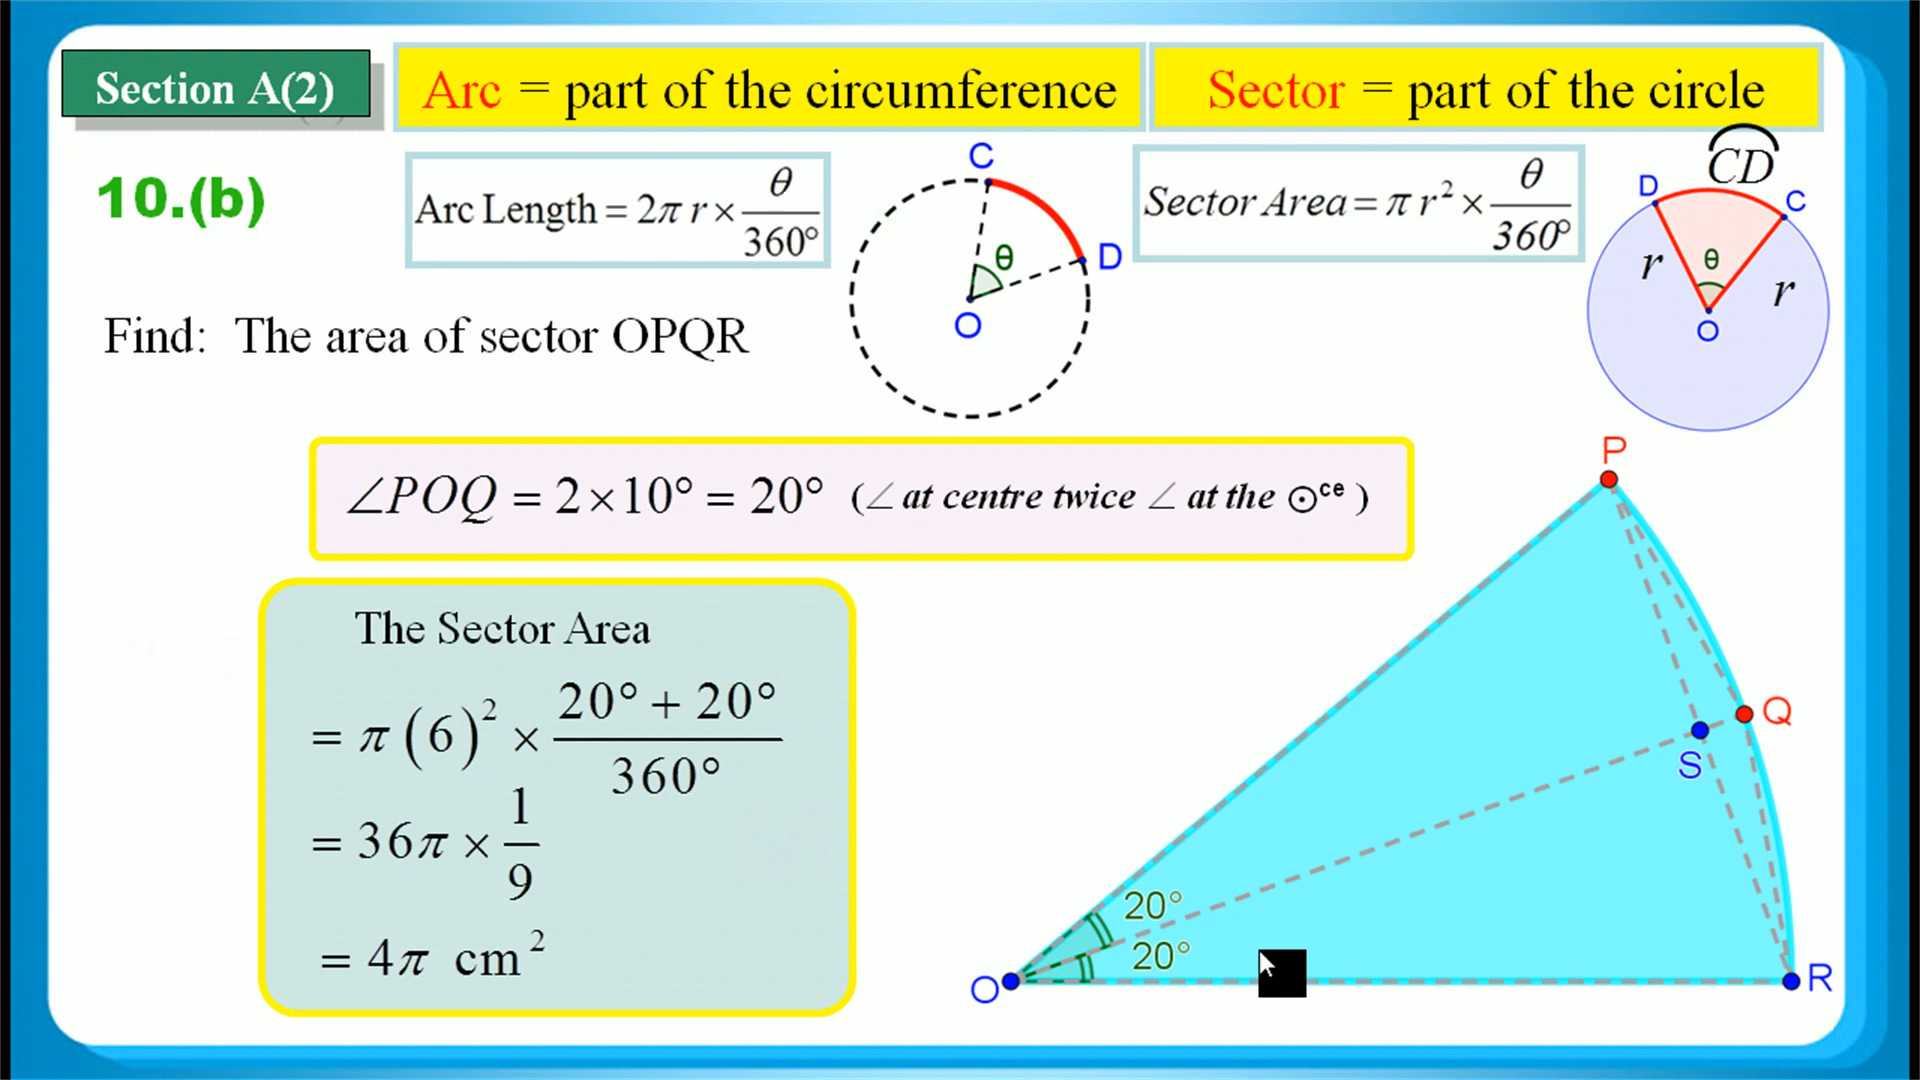 Section A(2)
Arc = part of the circumference
Sector = part of the circle
10.(b)
Arc Length = 2π r × θ/360°
C
D
θ
O
Sector Area = π r² × θ/360°
CD
D
C
r
θ
r
O
Find: The area of sector OPQR
∠POQ = 2×10° = 20° (∠ at centre twice ∠ at the ⊙ce )
The Sector Area
= π (6)² × 20° + 20°/360°
= 36π × 1/9
= 4π cm²
P
Q
S
20°
20°
O
R